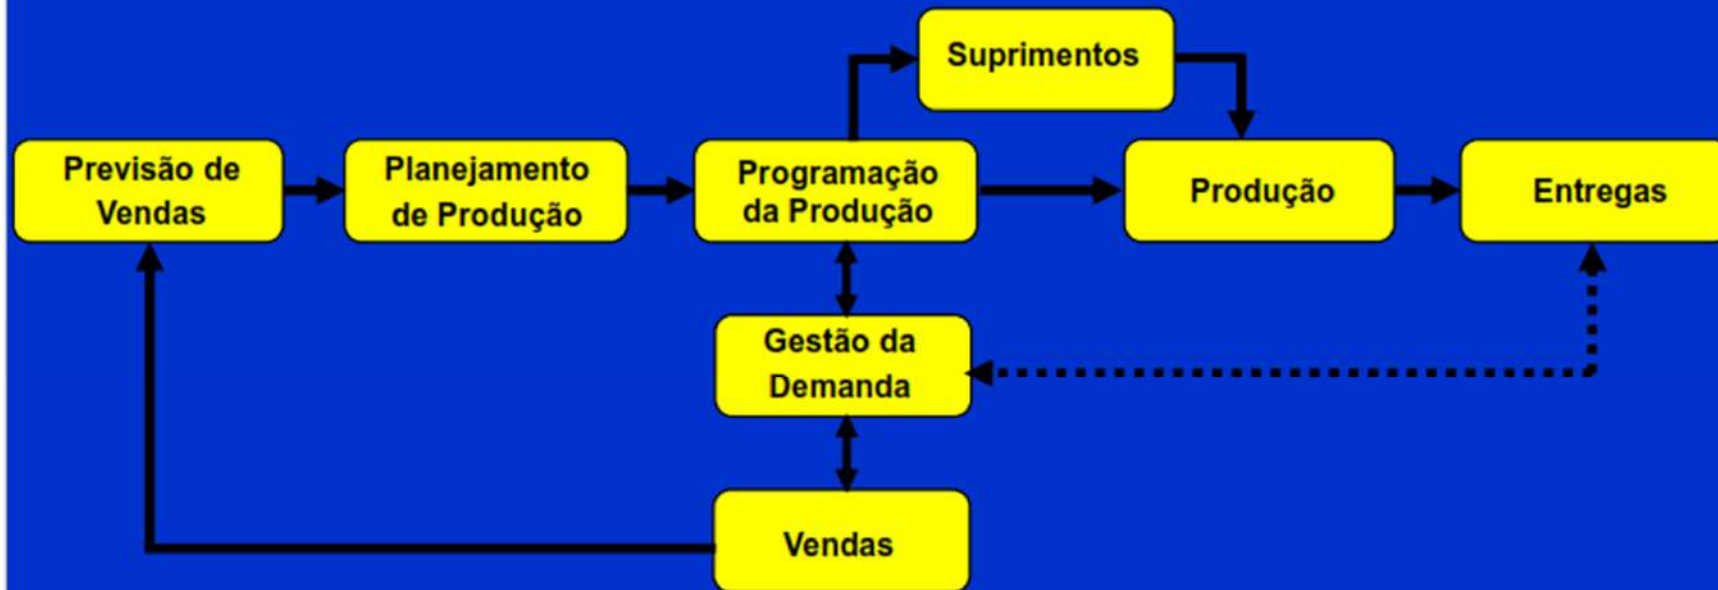 Suprimentos
Previsão de
Vendas
Planejamento
de Produção
Programação
da Produção
Produção
Entregas
Gestão da
Demanda
Vendas